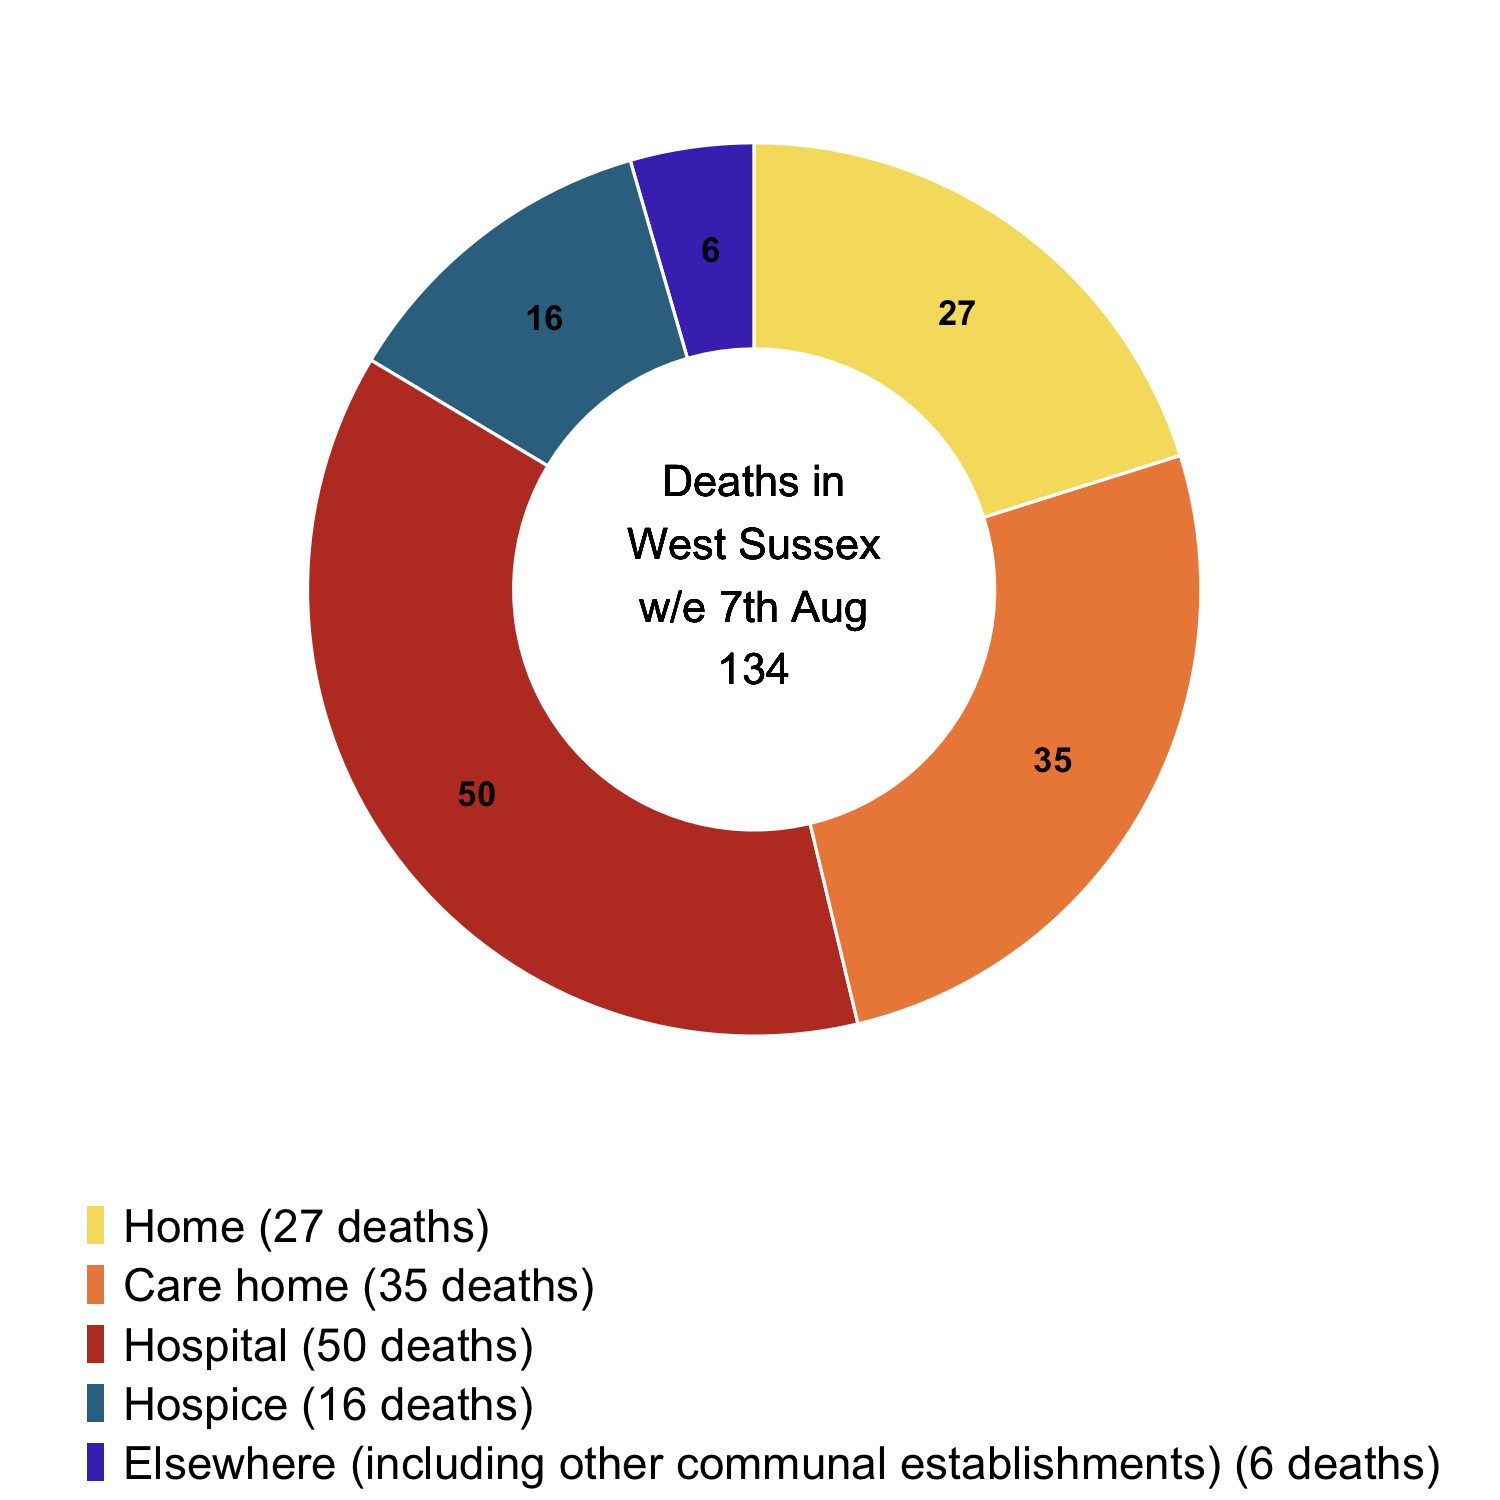 6
27
16
35
50
Deaths in
West Sussex
w/e 7th Aug
134
Home (27 deaths)
Care home (35 deaths)
Hospital (50 deaths)
Hospice (16 deaths)
Elsewhere (including other communal establishments) (6 deaths)